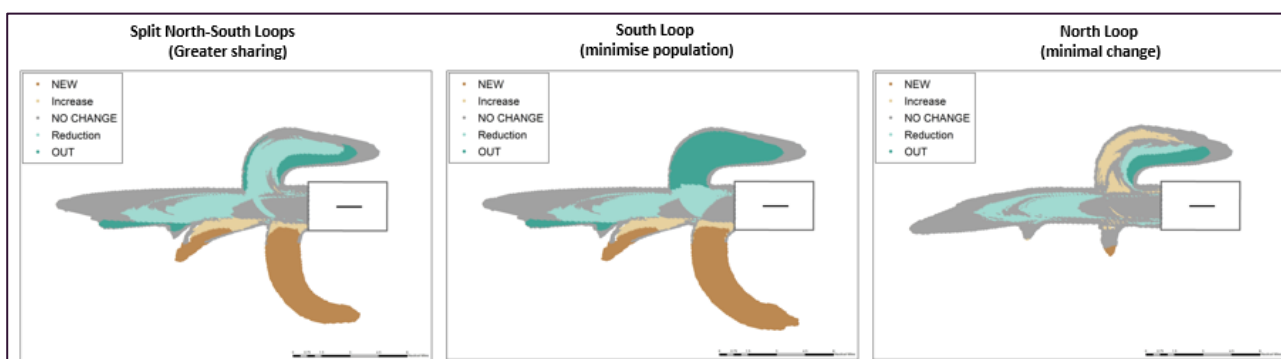 Split North-South Loops
(Greater sharing)
NEW
Increase
NO CHANGE
Reduction
OUT
South Loop
(minimise population)
NEW
Increase
NO CHANGE
Reduction
OUT
North Loop
(minimal change)
NEW
Increase
NO CHANGE
Reduction
OUT